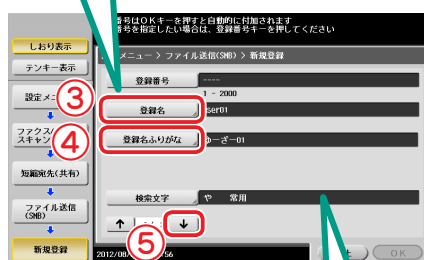 号はOKキーを押すと自動的に付加されます
番号を指定したい場合は、登録番号キーを押してください
しおり表示
テンキー表示
設定メ
ファクス/
スキャン
短縮宛先(共有)
ファイル送信
(SMB)
新規登録
メニュー > ファイル送信(SMB) > 新規登録
登録番号
----
1 - 2000
③
登録名
ser01
④
登録名ふりがな
ゆーざー01
検索文字
や 常用
↑
↓
⑤
2012/08/
56
OK